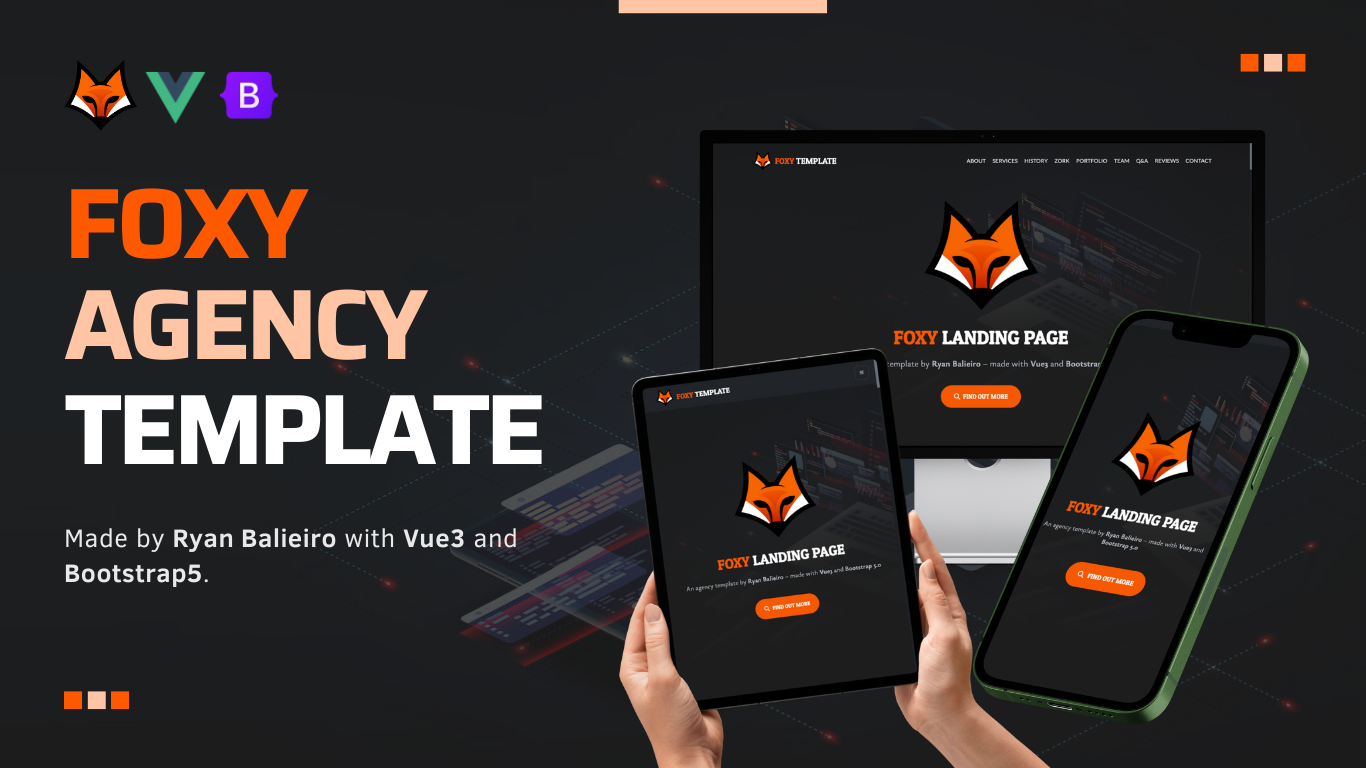 B
FOXY
AGENCY
TEMPLATE
Made by Ryan Balieiro with Vue3 and
Bootstrap5.
FOXY TEMPLATE
ABOUT SERVICES HISTORY ZORK PORTFOLIO TEAM Q&A REVIEWS CONTACT
FOXY LANDING PAGE
template by Ryan Balieiro – made with Vue3 and Bootstrap
FIND OUT MORE
FOXY TEMPLATE
FOXY LANDING PAGE
An agency template by Ryan Balieiro – made with Vue3 and Bootstrap 5.0
FIND OUT MORE
FOXY LANDING PAGE
An agency template by Ryan Balieiro – made with Vue3 and
Bootstrap 5.0
FIND OUT MORE